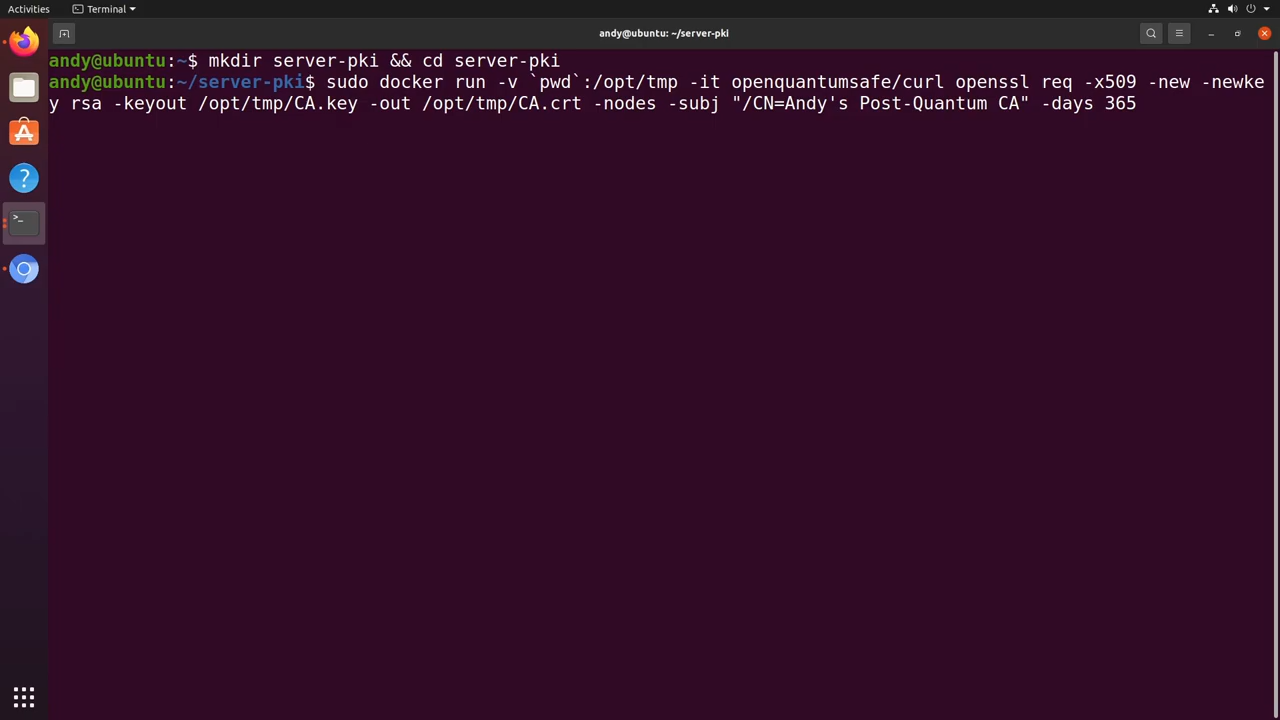 Activities
Terminal
andy@ubuntu: ~/server-pki
andy@ubuntu:~$ mkdir server-pki && cd server-pki
andy@ubuntu:~/server-pki$ sudo docker run -v `pwd`:/opt/tmp -it openquantumsafe/curl openssl req -x509 -new -newke
y rsa -keyout /opt/tmp/CA.key -out /opt/tmp/CA.crt -nodes -subj "/CN=Andy's Post-Quantum CA" -days 365